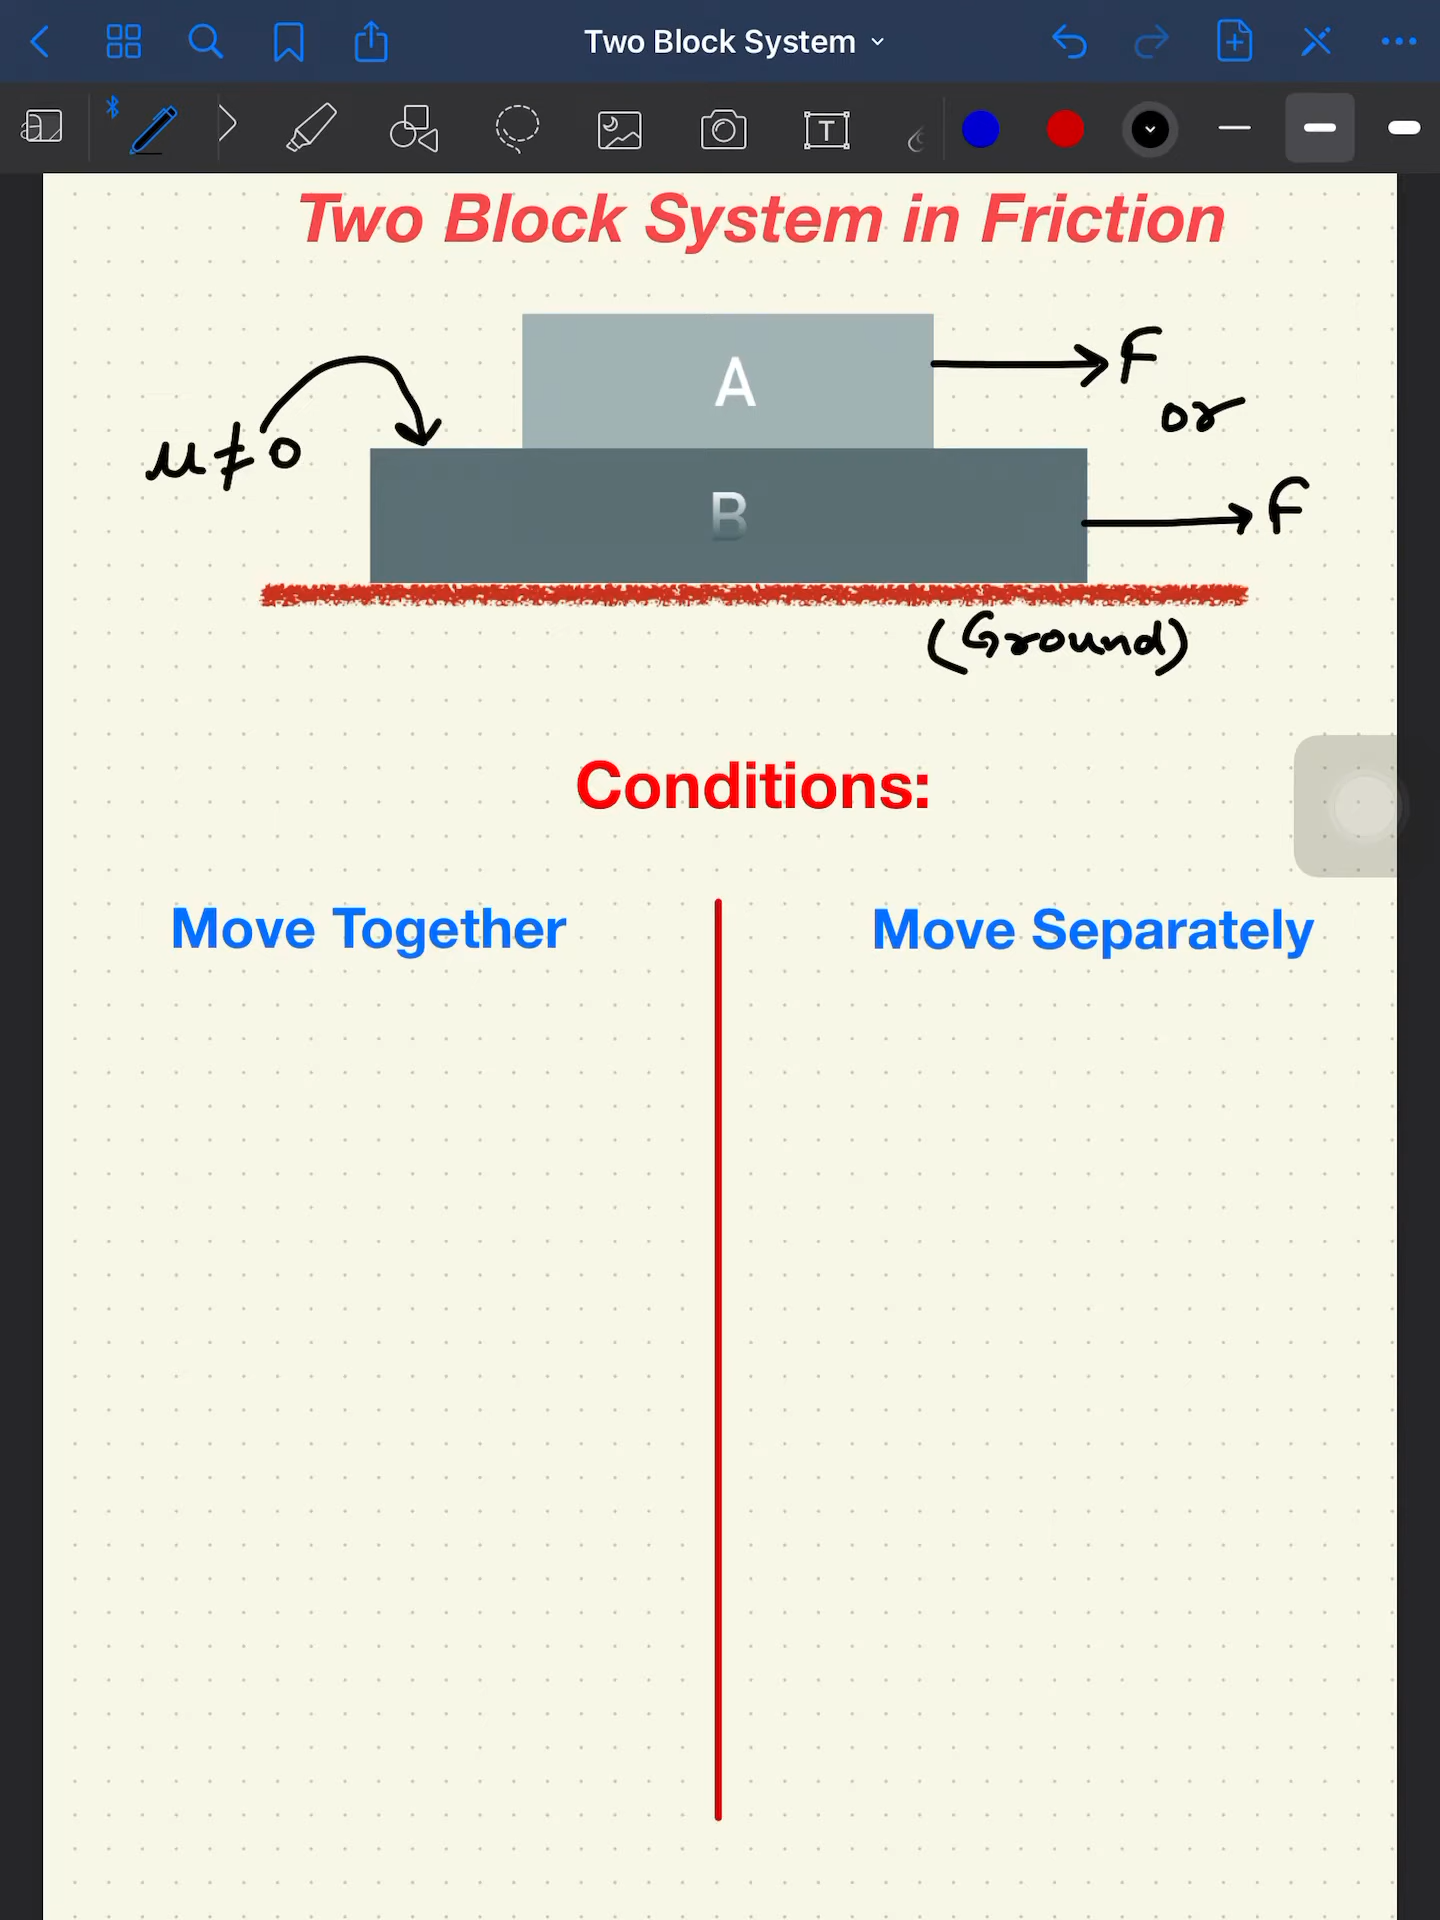 Two Block System
T
Two Block System in Friction
A
F
or
μ≠0
B
F
(Ground)
Conditions:
Move Together
Move Separately